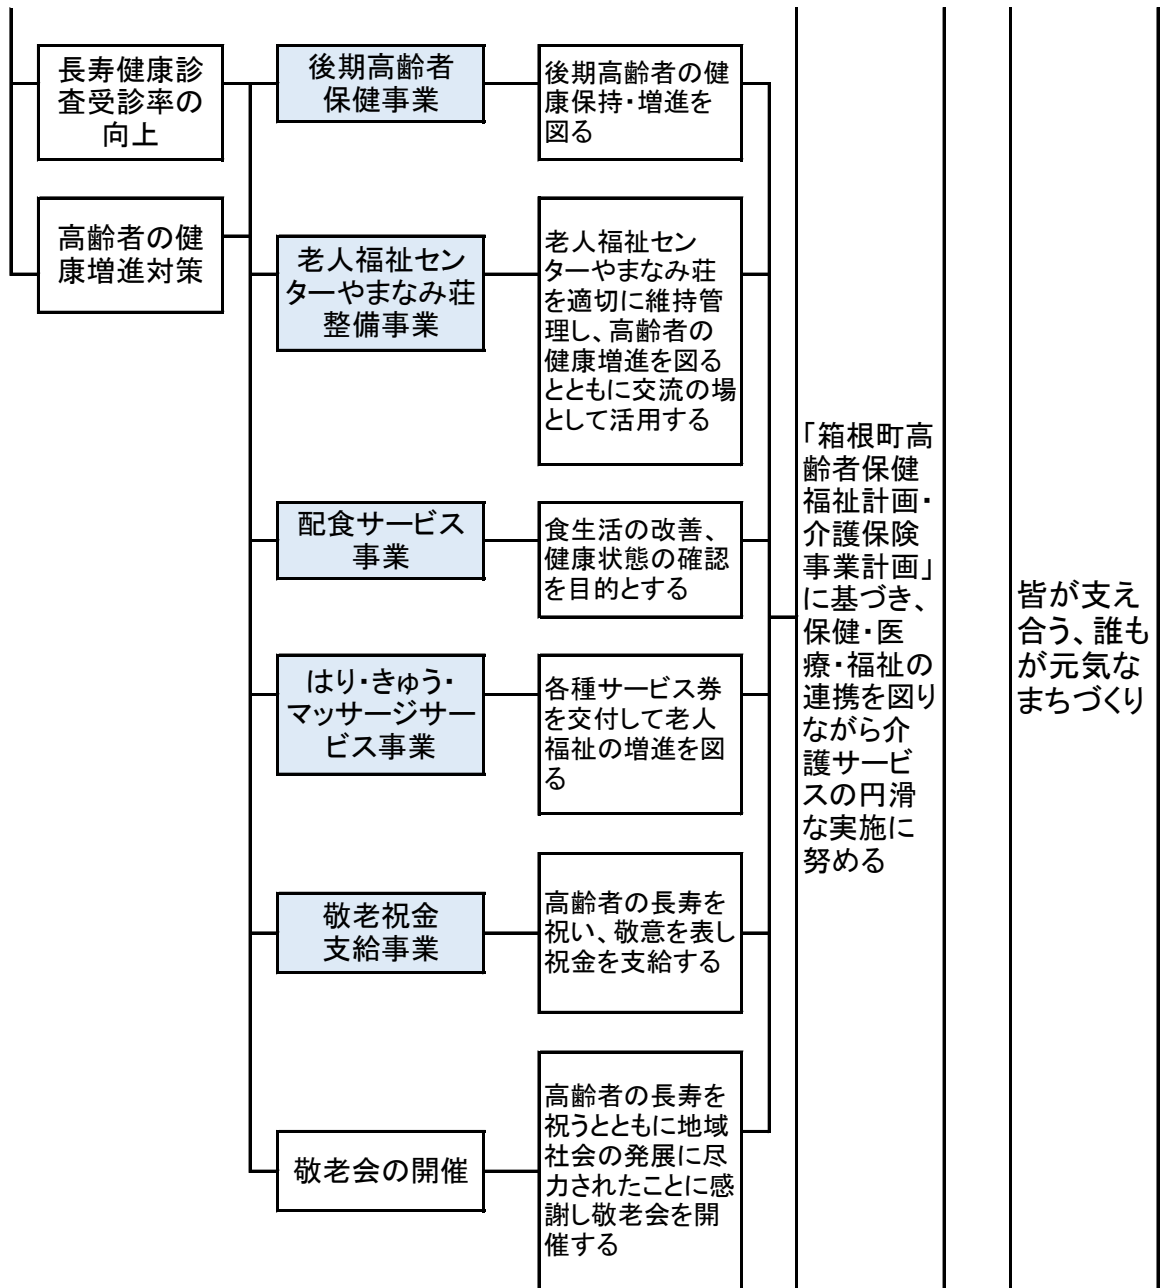 長寿健康診
査受診率の
向上
高齢者の健
康増進対策
後期高齢者
保健事業
老人福祉セン
ターやまなみ荘
整備事業
配食サービス
事業
はり・きゅう・
マッサージサー
ビス事業
敬老祝金
支給事業
敬老会の開催
後期高齢者の健
康保持・増進を
図る
老人福祉セン
ターやまなみ荘
を適切に維持管
理し、高齢者の
健康増進を図る
とともに交流の場
として活用する
食生活の改善、
健康状態の確認
を目的とする
各種サービス券
を交付して老人
福祉の増進を図
る
高齢者の長寿を
祝い、敬意を表し
祝金を支給する
高齢者の長寿を
祝うとともに地域
社会の発展に尽
力されたことに感
謝し敬老会を開
催する
「箱根町高
齢者保健
福祉計画・
介護保険
事業計画」
に基づき、
保健・医
療・福祉の
連携を図り
ながら介
護サービ
スの円滑
な実施に
努める
皆が支え
合う、誰も
が元気な
まちづくり